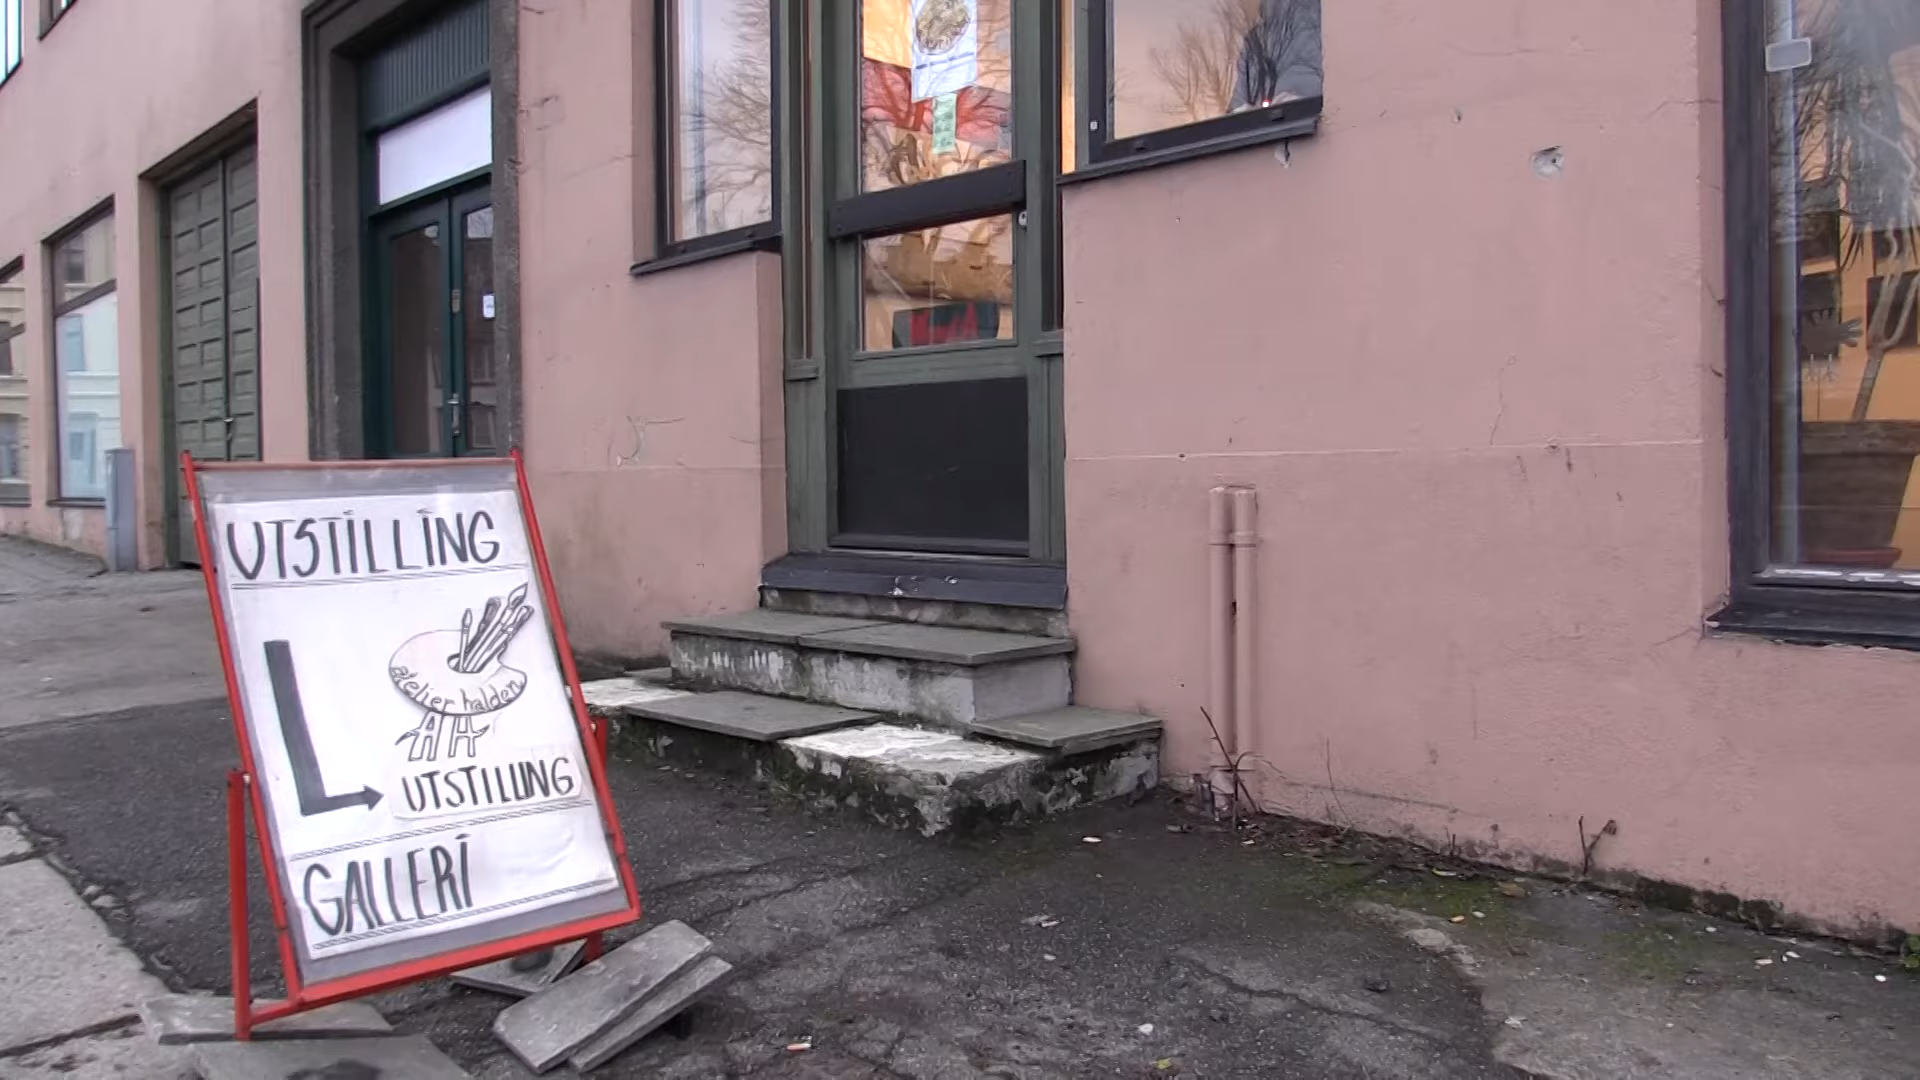 UTSTILLING
atelier halden
AH
UTSTILLING
GALLERI